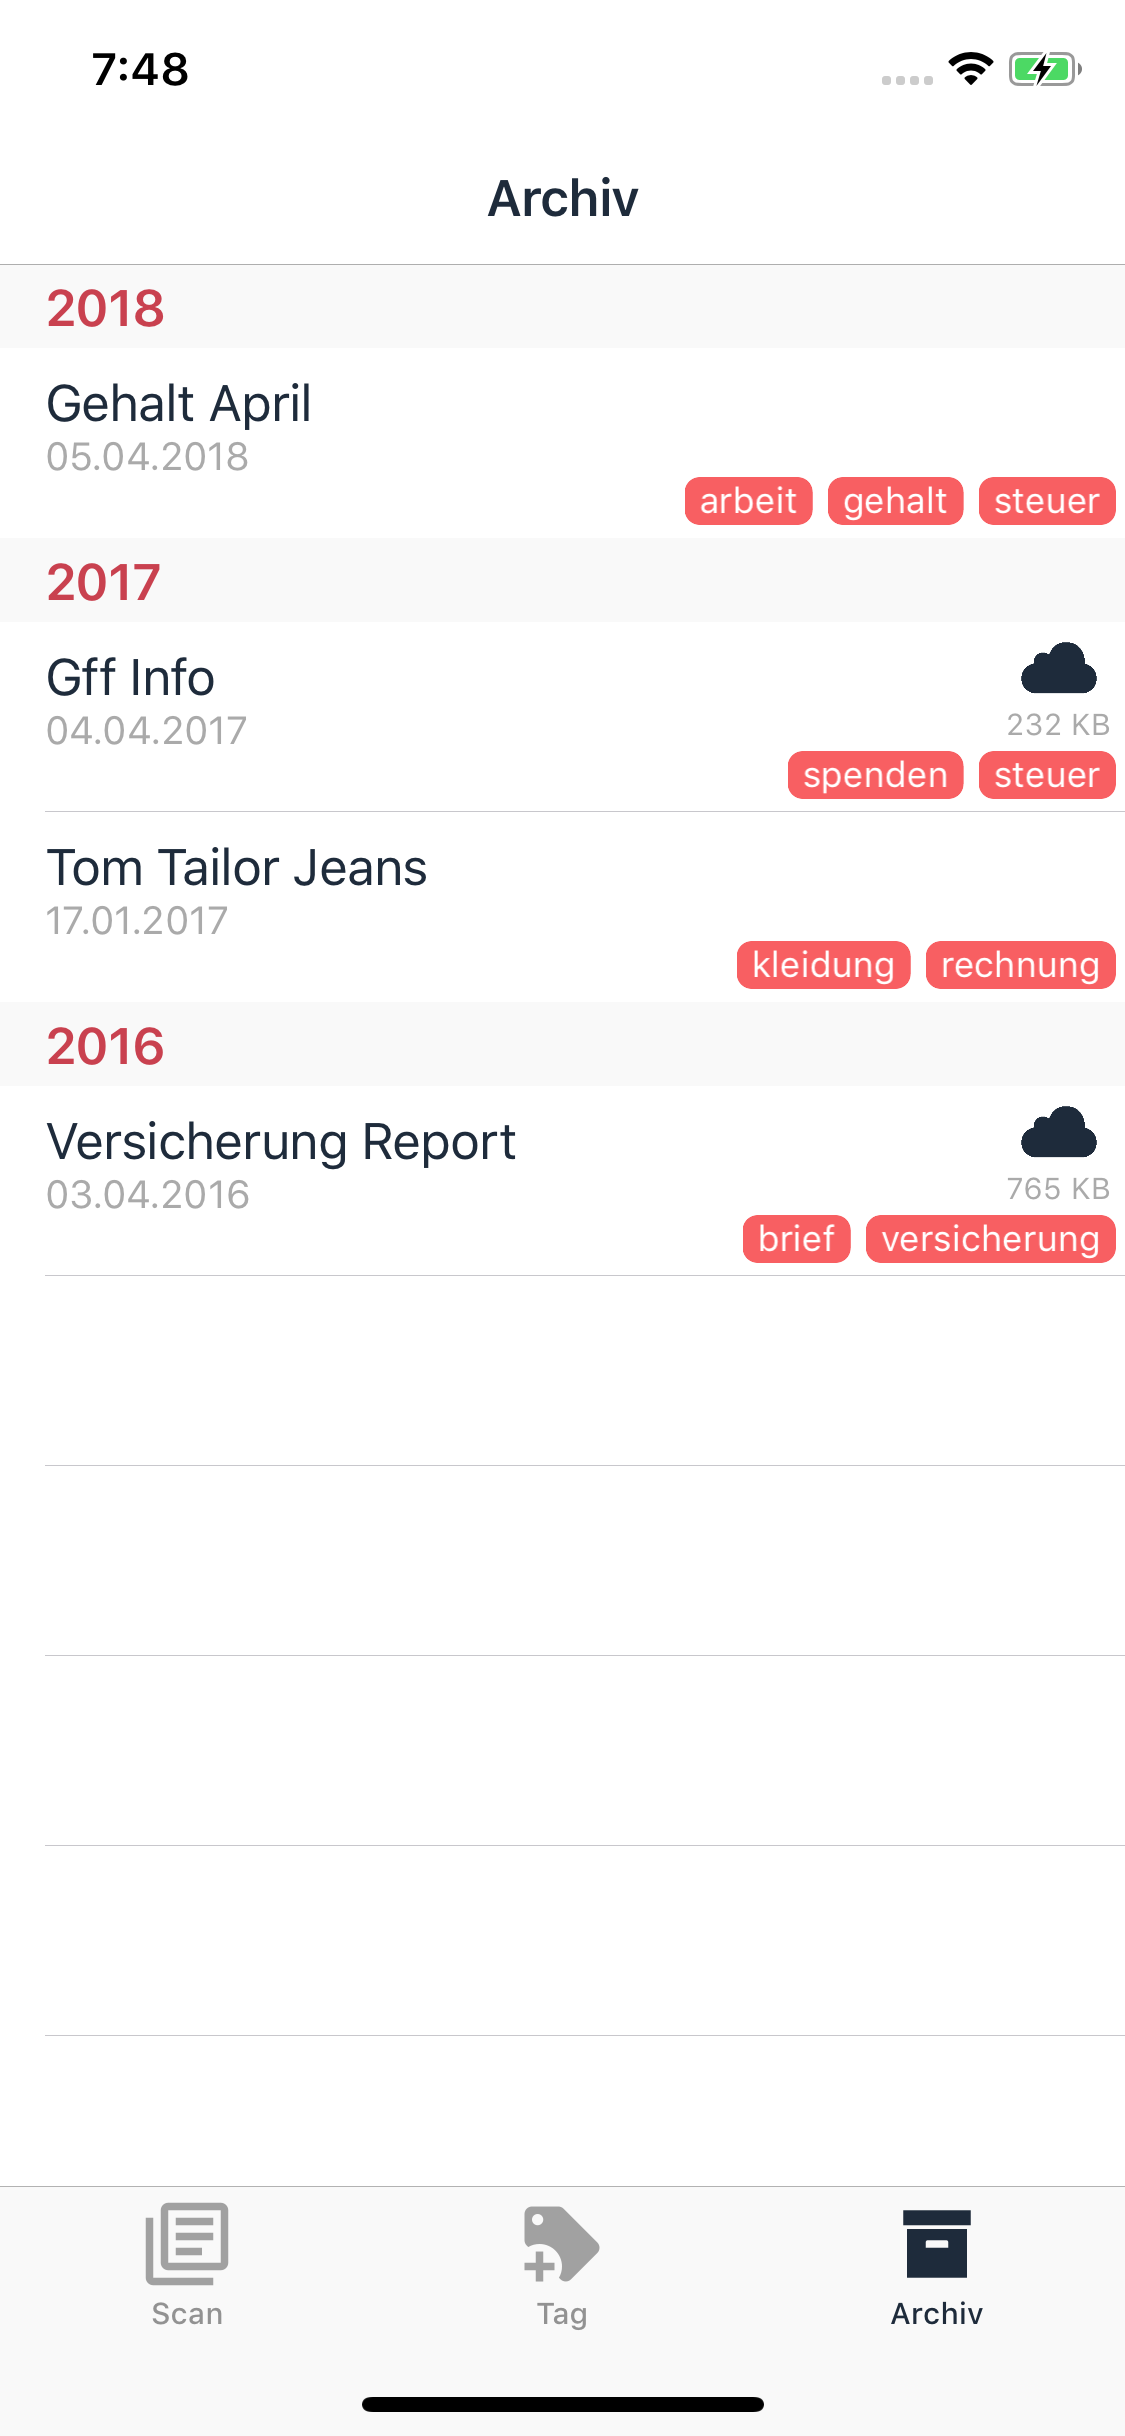 7:48
Archiv
2018
Gehalt April
05.04.2018
arbeit gehalt steuer
2017
Gff Info
04.04.2017
232 KB
spenden steuer
Tom Tailor Jeans
17.01.2017
kleidung rechnung
2016
Versicherung Report
03.04.2016
765 KB
brief versicherung
Scan Tag Archiv